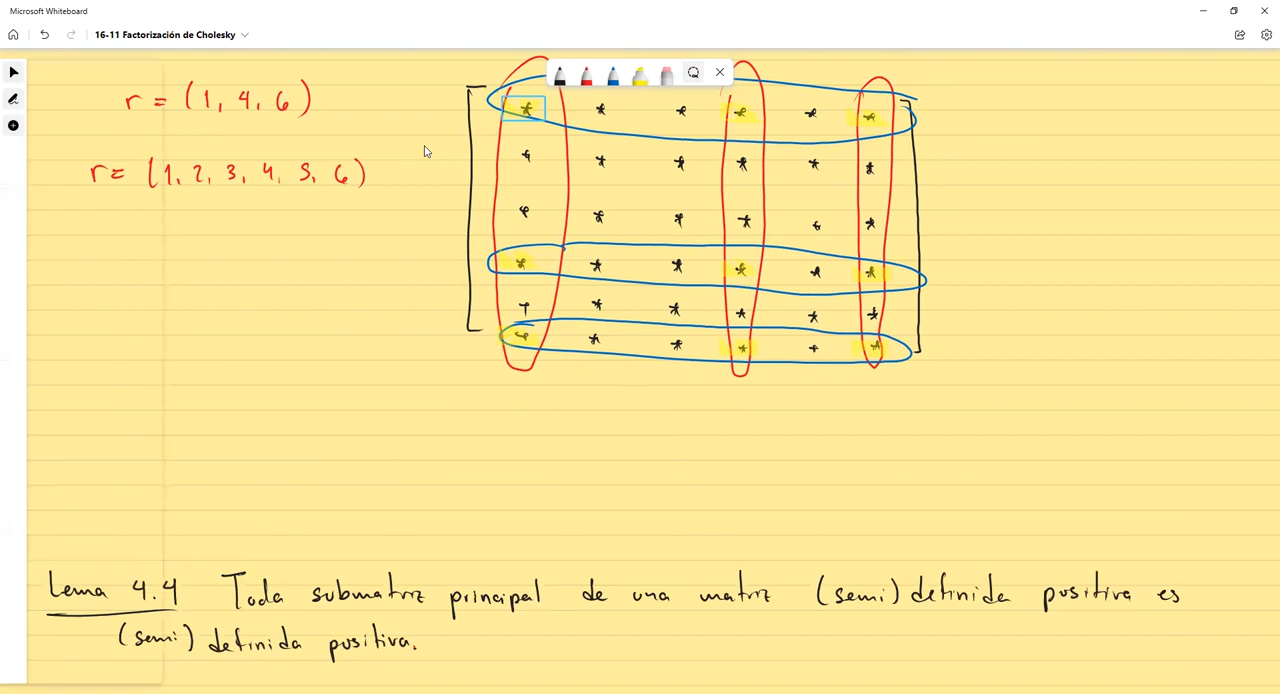 Microsoft Whiteboard
16-11 Factorización de Cholesky
r = (1, 4, 6)
r = (1, 2, 3, 4, 5, 6)
* * * * * *
* * * * * *
* * * * * *
* * * * * *
* * * * * *
* * * * * *
Lema 4.4 Toda submatriz principal de una matriz (semi) definida positiva es
(semi) definida positiva.